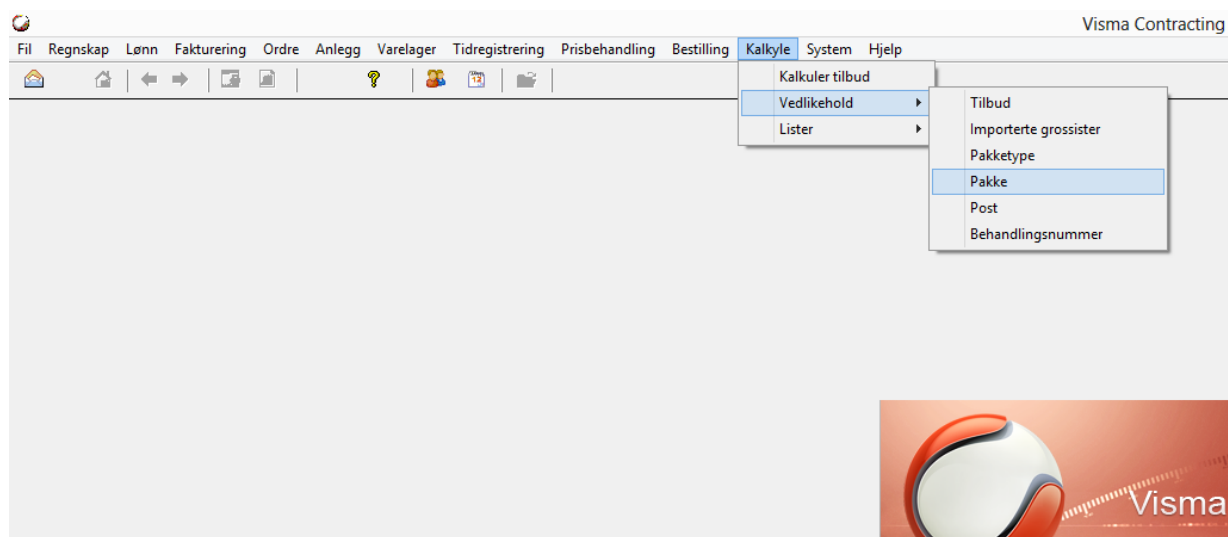 Visma Contracting
Fil Regnskap Lønn Fakturering Ordre Anlegg Varelager Tidregistrering Prisbehandling Bestilling Kalkyle System Hjelp
12
Kalkuler tilbud
Vedlikehold
Lister
Tilbud
Importerte grossister
Pakketype
Pakke
Post
Behandlingsnummer
Visma